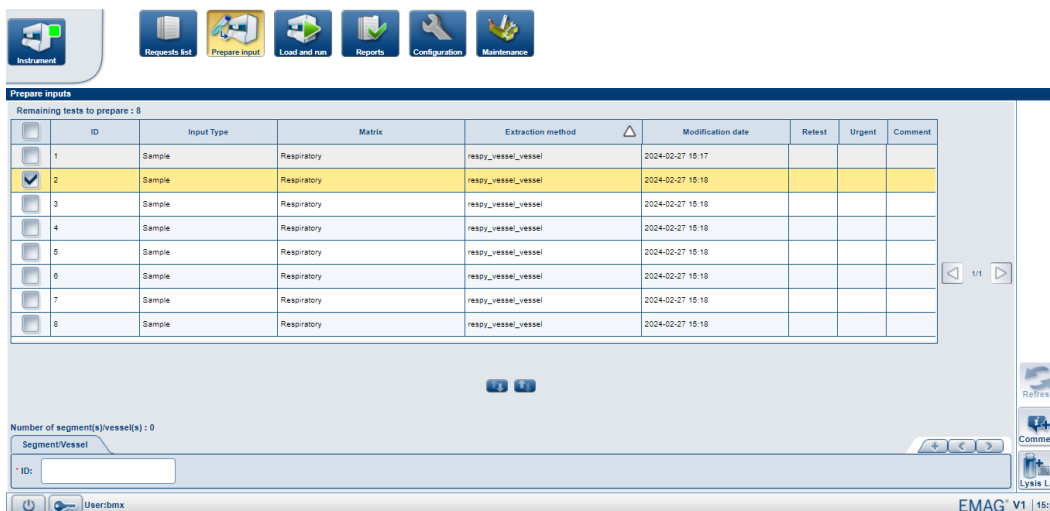 Instrument
Requests list
Prepare input
Load and run
Reports
Configuration
Maintenance
Prepare inputs
Remaining tests to prepare : 8
ID Input Type Matrix Extraction method Modification date Retest Urgent Comment
1 Sample Respiratory respy_vessel_vessel 2024-02-27 15:17
2 Sample Respiratory respy_vessel_vessel 2024-02-27 15:18
3 Sample Respiratory respy_vessel_vessel 2024-02-27 15:18
4 Sample Respiratory respy_vessel_vessel 2024-02-27 15:18
5 Sample Respiratory respy_vessel_vessel 2024-02-27 15:18
6 Sample Respiratory respy_vessel_vessel 2024-02-27 15:18
7 Sample Respiratory respy_vessel_vessel 2024-02-27 15:18
8 Sample Respiratory respy_vessel_vessel 2024-02-27 15:18
1/1
Refres
Number of segment(s)/vessel(s) : 0
Comme
Segment/Vessel
* ID:
Lysis L
User:bmx
EMAG® V1 | 15: